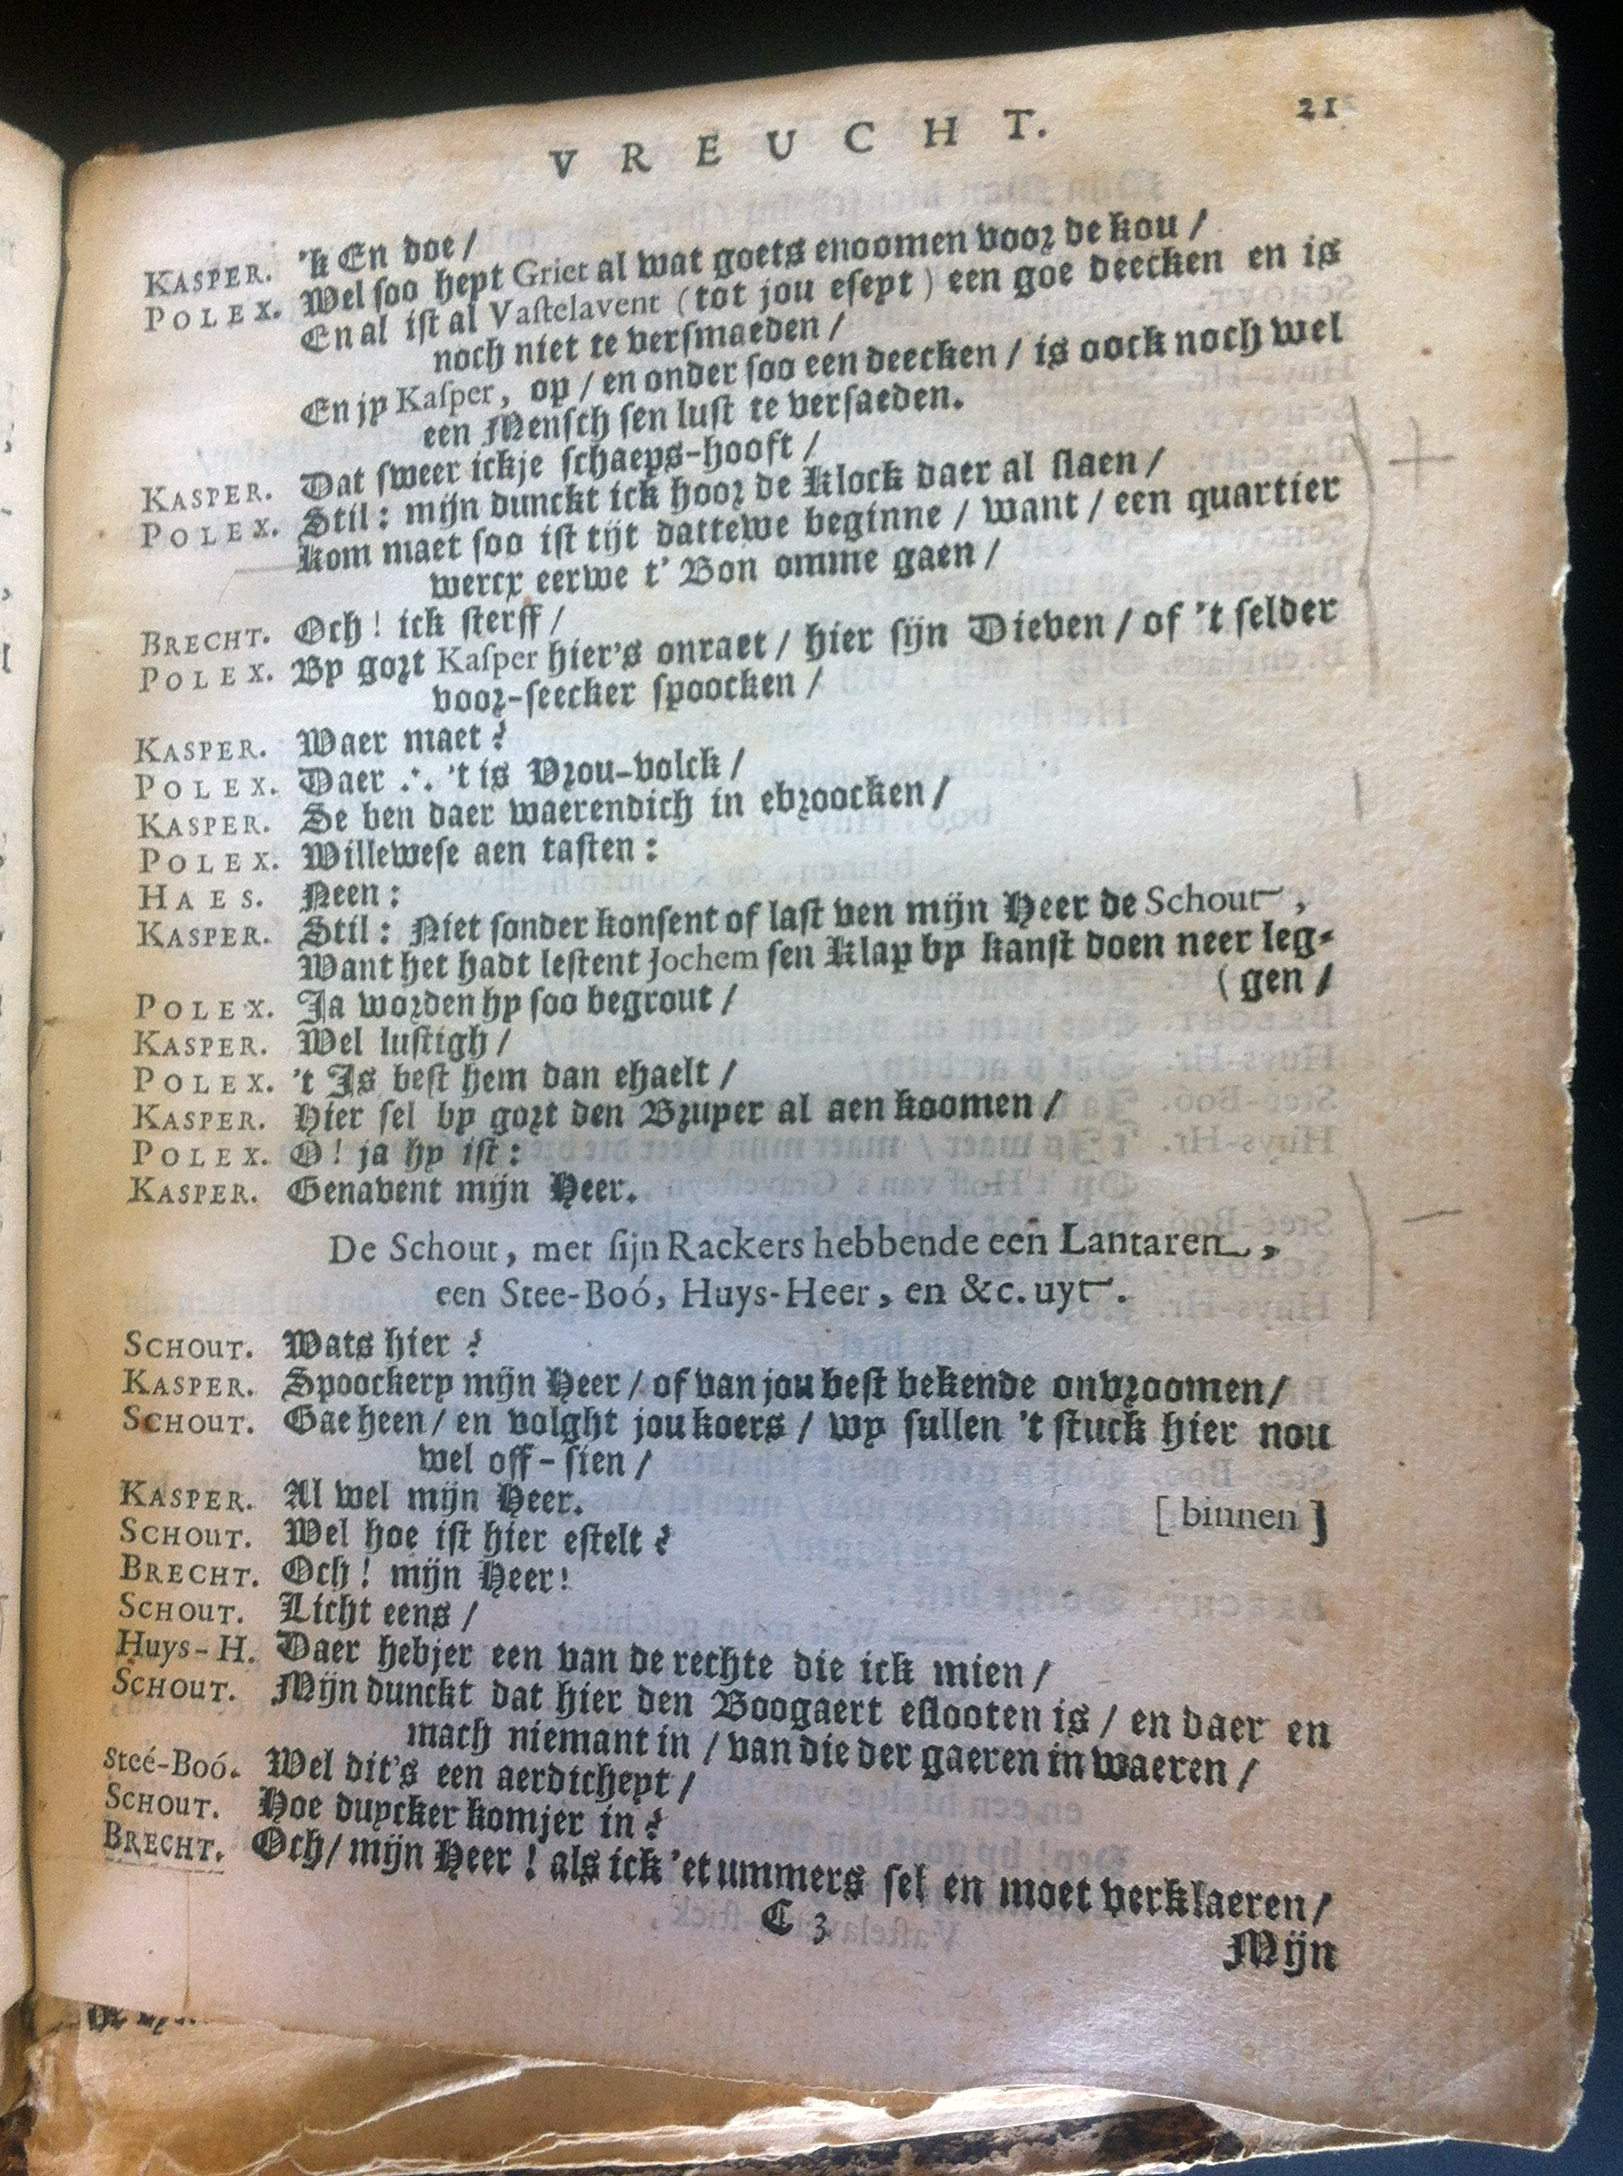 VREUCHT. 21
KASPER. 'k En doe /
POLEX. Wel soo heyt Griet al wat goets enoomen voor de kou /
En al ist al Vastelavent (tot jou eseyt) een goe deecken en is
noch niet te versmaeden /
En jy Kasper, op / en onder soo een deecken / is oock noch wel
een Mensch sen lust te versaeden.
KASPER. Dat sweer ickje schaeps-hooft /
POLEX. Stil: mijn dunckt ick hoor de Klock daer al slaen /
kom maet soo ist tijt dattewe beginne / want / een quartier
wercx eerwe t' Bon omme gaen /
BRECHT. Och! ick sterff /
POLEX. By gort Kasper hier's onraet / hier sijn Dieven / of 't selder
voor-seecker spoocken /
KASPER. Waer maet?
POLEX. Daer .·. 't is Vrou-volck /
KASPER. Se ben daer waerendich in ebroocken /
POLEX. Willewese aen tasten:
HAES. Neen:
KASPER. Stil: Niet sonder konsent of last ven mijn Heer de Schout,
Want het hadt lestent Jochem sen Klap by kanst doen neer leg-
(gen /
POLEX. Ja worden hy soo begrout /
KASPER. Wel lustigh /
POLEX. 't Is best hem dan ehaelt /
KASPER. Hier sel by gort den Bruyer al aen koomen /
POLEX. O! ja hy ist:
KASPER. Genavent mijn Heer.
De Schout, met sijn Rackers hebbende een Lantaren,
een Stee-Boó, Huys-Heer, en &c. uyt.
SCHOUT. Wats hier?
KASPER. Spoockery mijn Heer / of van jou best bekende onvroomen /
SCHOUT. Gae heen / en volght jou koers / wy sullen 't stuck hier nou
wel off-sien /
KASPER. Al wel mijn Heer. [binnen]
SCHOUT. Wel hoe ist hier estelt?
BRECHT. Och! mijn Heer!
SCHOUT. Licht eens /
Huys-H. Daer hebjer een van de rechte die ick mien /
SCHOUT. Mijn dunckt dat hier den Boogaert eslooten is / en daer en
mach niemant in / van die der gaeren in waeren /
Steé-Boó. Wel dit's een aerdicheyt /
SCHOUT. Hoe duycker komjer in?
BRECHT. Och / mijn Heer! als ick 'et ummers sel en moet verklaeren /
C 3
Mijn